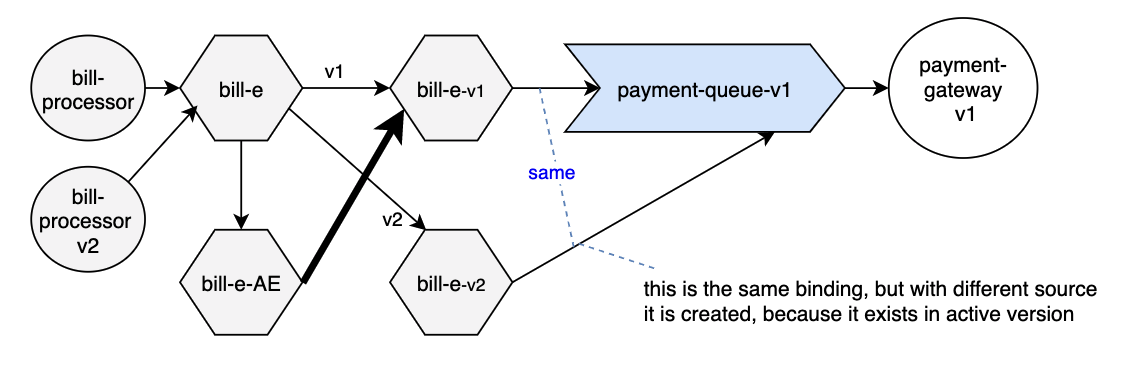 bill-
processor
bill-e
v1
bill-e-v1
payment-queue-v1
payment-
gateway
v1
same
bill-
processor
v2
v2
bill-e-AE
bill-e-v2
this is the same binding, but with different source
it is created, because it exists in active version